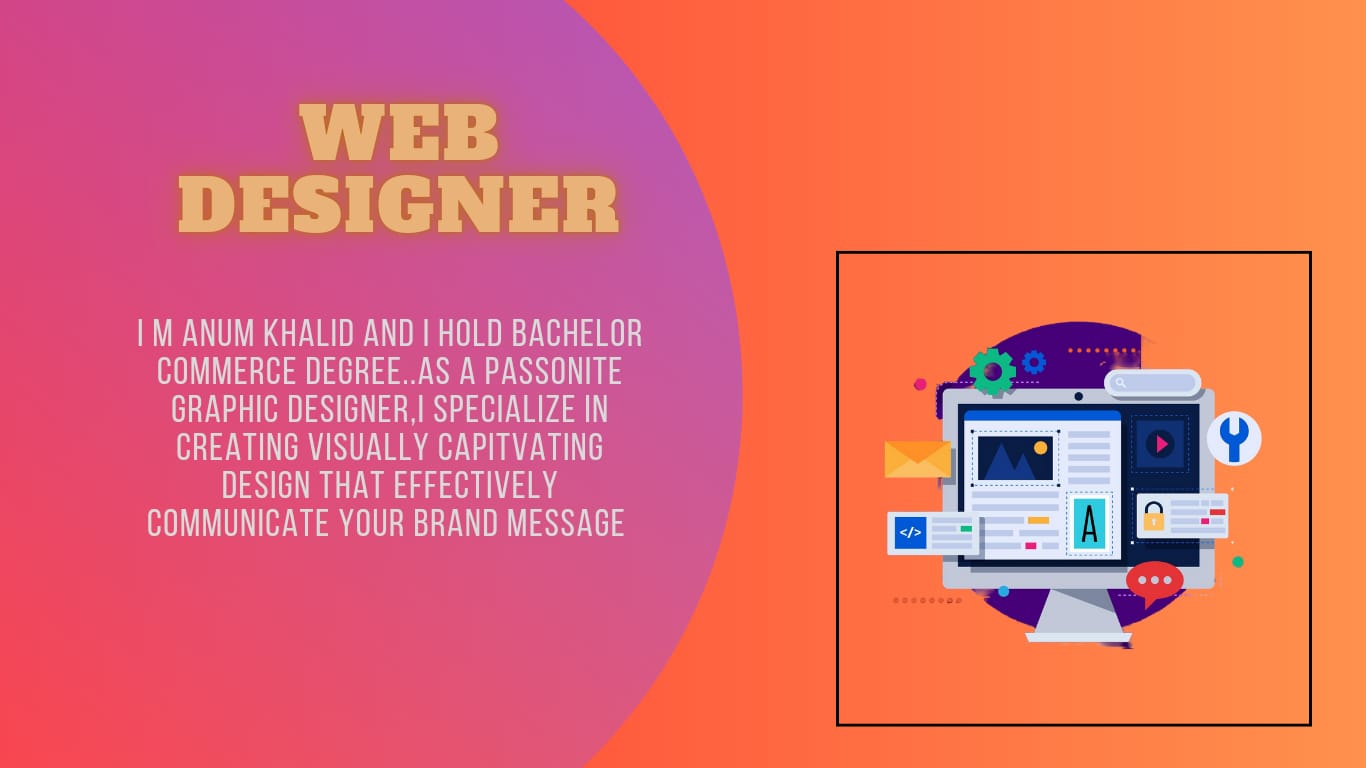 WEB
DESIGNER
I M ANUM KHALID AND I HOLD BACHELOR
COMMERCE DEGREE..AS A PASSONITE
GRAPHIC DESIGNER,I SPECIALIZE IN
CREATING VISUALLY CAPITVATING
DESIGN THAT EFFECTIVELY
COMMUNICATE YOUR BRAND MESSAGE
A
</>